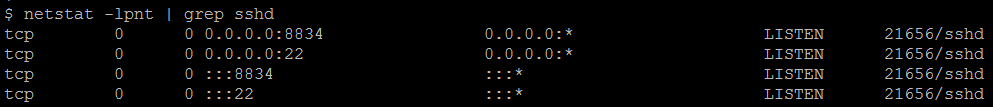 $ netstat -lpnt | grep sshd
tcp        0      0 0.0.0.0:8834                0.0.0.0:*                   LISTEN      21656/sshd
tcp        0      0 0.0.0.0:22                  0.0.0.0:*                   LISTEN      21656/sshd
tcp        0      0 :::8834                     :::*                        LISTEN      21656/sshd
tcp        0      0 :::22                       :::*                        LISTEN      21656/sshd